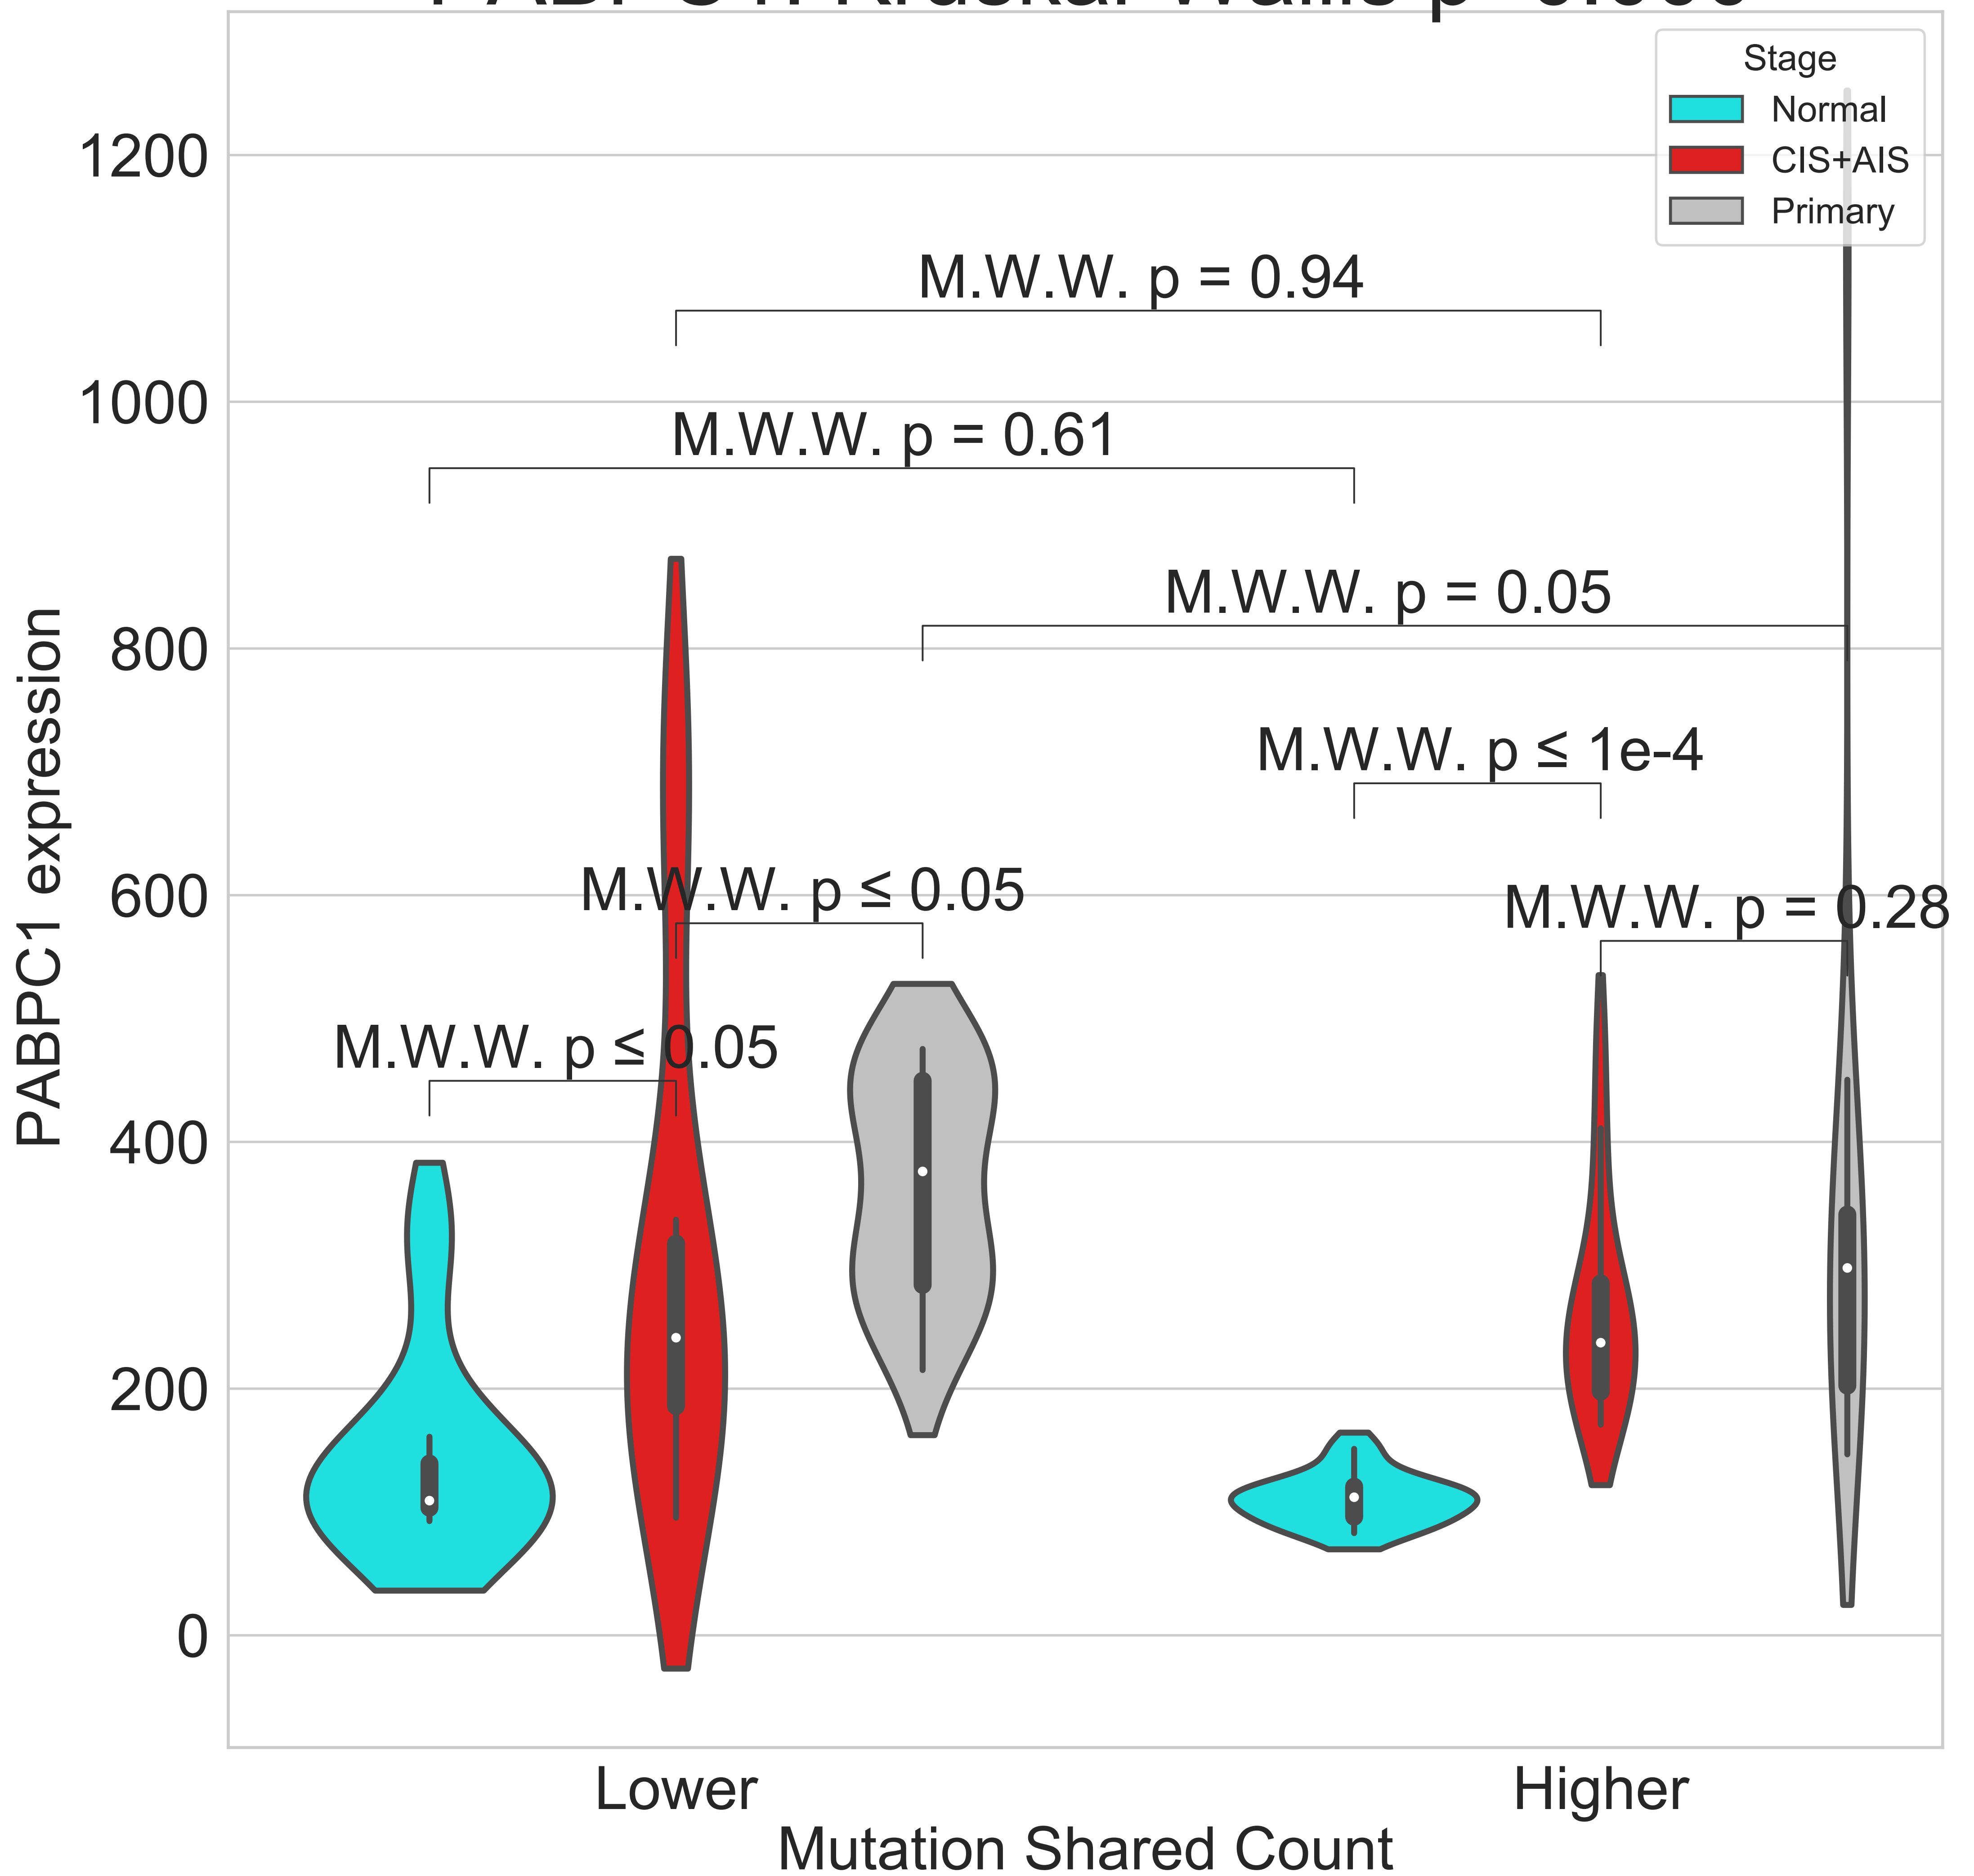 Stage
Normal
CIS+AIS
Primary
1200
1000
800
600
400
200
0
PABPC1 expression
M.W.W. p = 0.94
M.W.W. p = 0.61
M.W.W. p = 0.05
M.W.W. p ≤ 1e-4
M.W.W. p ≤ 0.05
M.W.W. p = 0.28
M.W.W. p ≤ 0.05
Lower
Higher
Mutation Shared Count